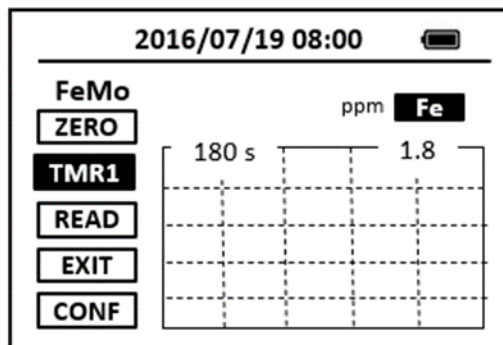 2016/07/19 08:00
FeMo
ppm Fe
ZERO
180 s 1.8
TMR1
READ
EXIT
CONF